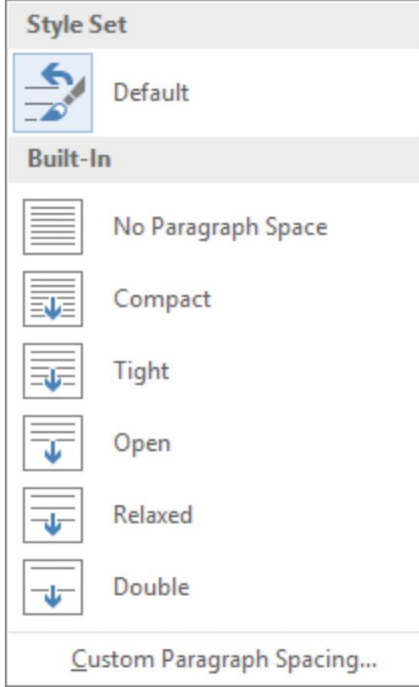 Style Set
Default
Built-In
No Paragraph Space
Compact
Tight
Open
Relaxed
Double
Custom Paragraph Spacing...